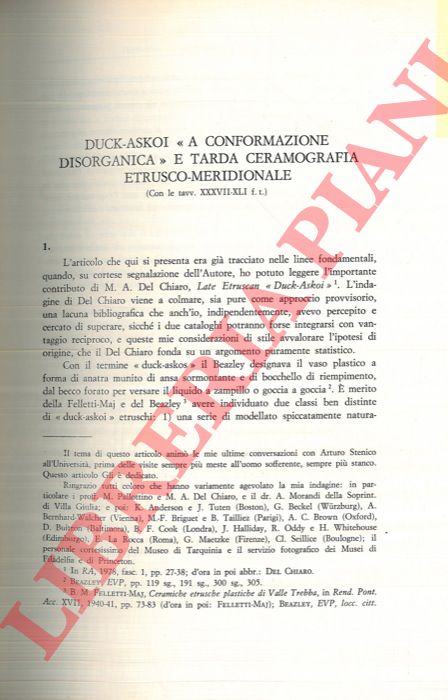 DUCK-ASKOI « A CONFORMAZIONE
DISORGANICA » E TARDA CERAMOGRAFIA
ETRUSCO-MERIDIONALE
(Con le tavv. XXXVII-XLI f. t.)
1.
L'articolo che qui si presenta era già tracciato nelle linee fondamentali,
quando, su cortese segnalazione dell'Autore, ho potuto leggere l'importante
contributo di M. A. Del Chiaro, Late Etruscan « Duck-Askoi » ¹. L'inda-
gine di Del Chiaro viene a colmare, sia pure come approccio provvisorio,
una lacuna bibliografica che anch'io, indipendentemente, avevo percepito e
cercato di superare, sicché i due cataloghi potranno forse integrarsi con van-
taggio reciproco, e queste mie considerazioni di stile avvalorare l'ipotesi di
origine, che il Del Chiaro fonda su un argomento puramente statistico.
Con il termine « duck-askos » il Beazley designava il vaso plastico a
forma di anatra munito di ansa sormontante e di bocchello di riempimento,
dal becco forato per versare il liquido a zampillo o goccia a goccia ². È merito
della Felletti-Maj e del Beazley ³ avere individuato due classi ben distinte
di « duck-askoi » etruschi: 1) una serie di modellato spiccatamente natura-
Il tema di questo articolo animò le mie ultime conversazioni con Arturo Stenico
all'Università, prima delle visite sempre più meste all'uomo sofferente, sempre più stanco.
Questo articolo Gli è dedicato.
Ringrazio tutti coloro che hanno variamente agevolato la mia indagine: in par-
ticolare i prof. M. Pallottino e M. A. Del Chiaro, e il dr. A. Morandi della Soprint.
di Villa Giulia; e poi F. Anderson e J. Tuten (Boston), G. Beckel (Würzburg), A.
Bernhard-Walcher (Vienna), M.-F. Briguet e B. Tailliez (Parigi), A. C. Brown (Oxford),
D. Buitron (Baltimora), B. F. Cook (Londra), J. Halliday, R. Oddy e H. Whitehouse
(Edimburgo), E. La Rocca (Roma), G. Maetzke (Firenze), Cl. Seillice (Boulogne); il
personale cortesissimo del Museo di Tarquinia e il servizio fotografico dei Musei di
Filadelfia e di Princeton.
¹ In RA, 1978, fasc. 1, pp. 27-38; d'ora in poi abbr.: DEL CHIARO.
² BEAZLEY, EVP, pp. 119 sg., 191 sg., 300 sg., 305.
³ B. M. FELLETTI-MAJ, Ceramiche etrusche plastiche di Valle Trebba, in Rend. Pont.
Acc. XVII, 1940-41, pp. 73-83 (d'ora in poi: FELLETTI-MAJ); BEAZLEY, EVP, locc. citt.
LIBRERIA PIANI
LIBRERIA PIANI